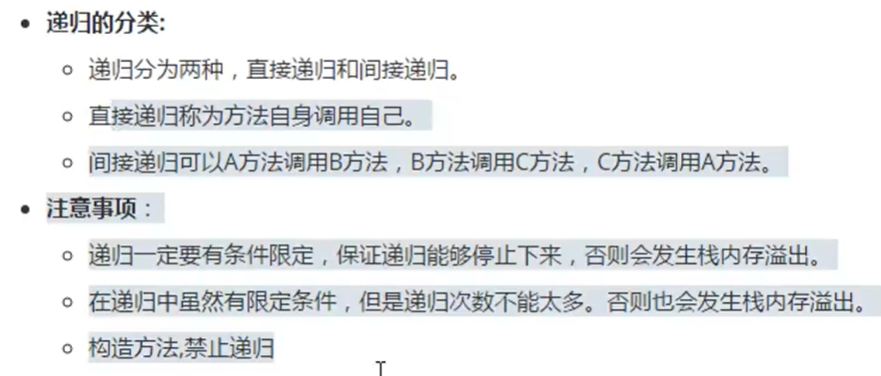 递归的分类:
递归分为两种，直接递归和间接递归。
直接递归称为方法自身调用自己。
间接递归可以A方法调用B方法，B方法调用C方法，C方法调用A方法。
注意事项：
递归一定要有条件限定，保证递归能够停止下来，否则会发生栈内存溢出。
在递归中虽然有限定条件，但是递归次数不能太多。否则也会发生栈内存溢出。
构造方法,禁止递归